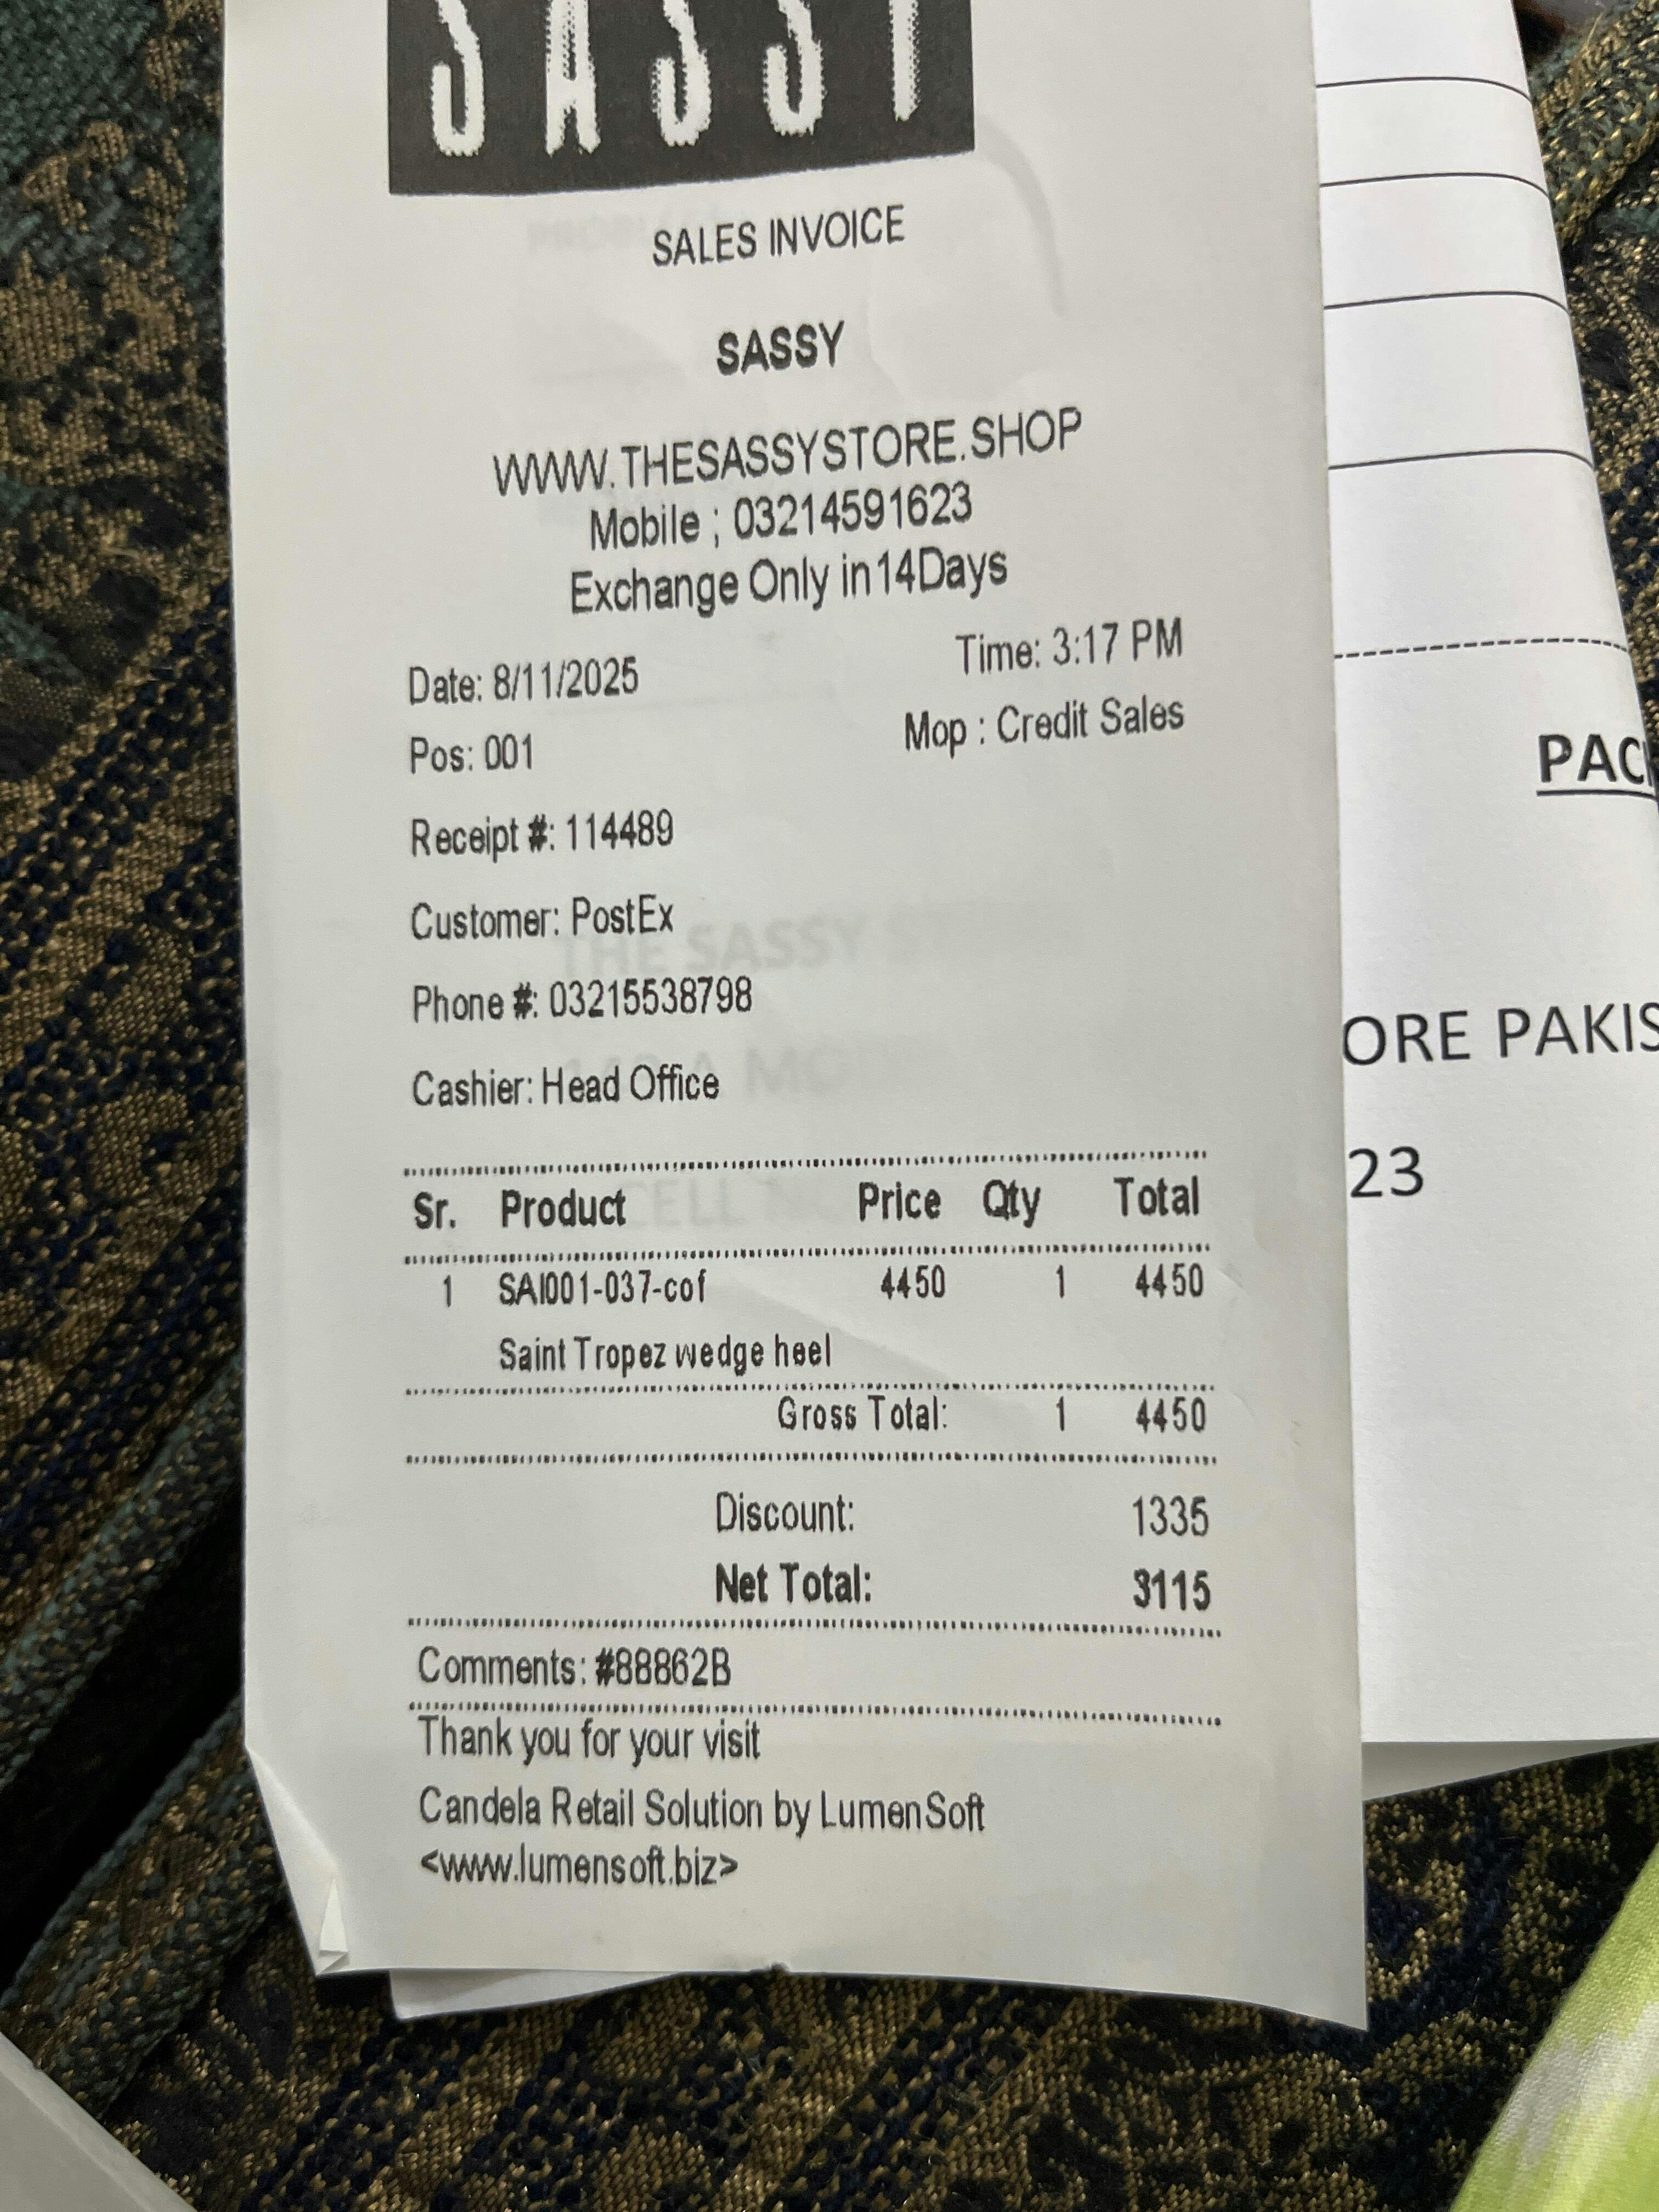 SASSY
SALES INVOICE
SASSY
WWW.THESASSYSTORE.SHOP
Mobile ; 03214591623
Exchange Only in14Days
Date: 8/11/2025 Time: 3:17 PM
Pos: 001 Mop : Credit Sales
Receipt #: 114489
Customer: PostEx
Phone #: 03215538798
Cashier: Head Office
Sr. Product Price Qty Total
1 SAI001-037-cof 4450 1 4450
Saint Tropez wedge heel
Gross Total: 1 4450
Discount: 1335
Net Total: 3115
Comments: #88862B
Thank you for your visit
Candela Retail Solution by LumenSoft
<www.lumensoft.biz>
PAC
ORE PAKIS
23